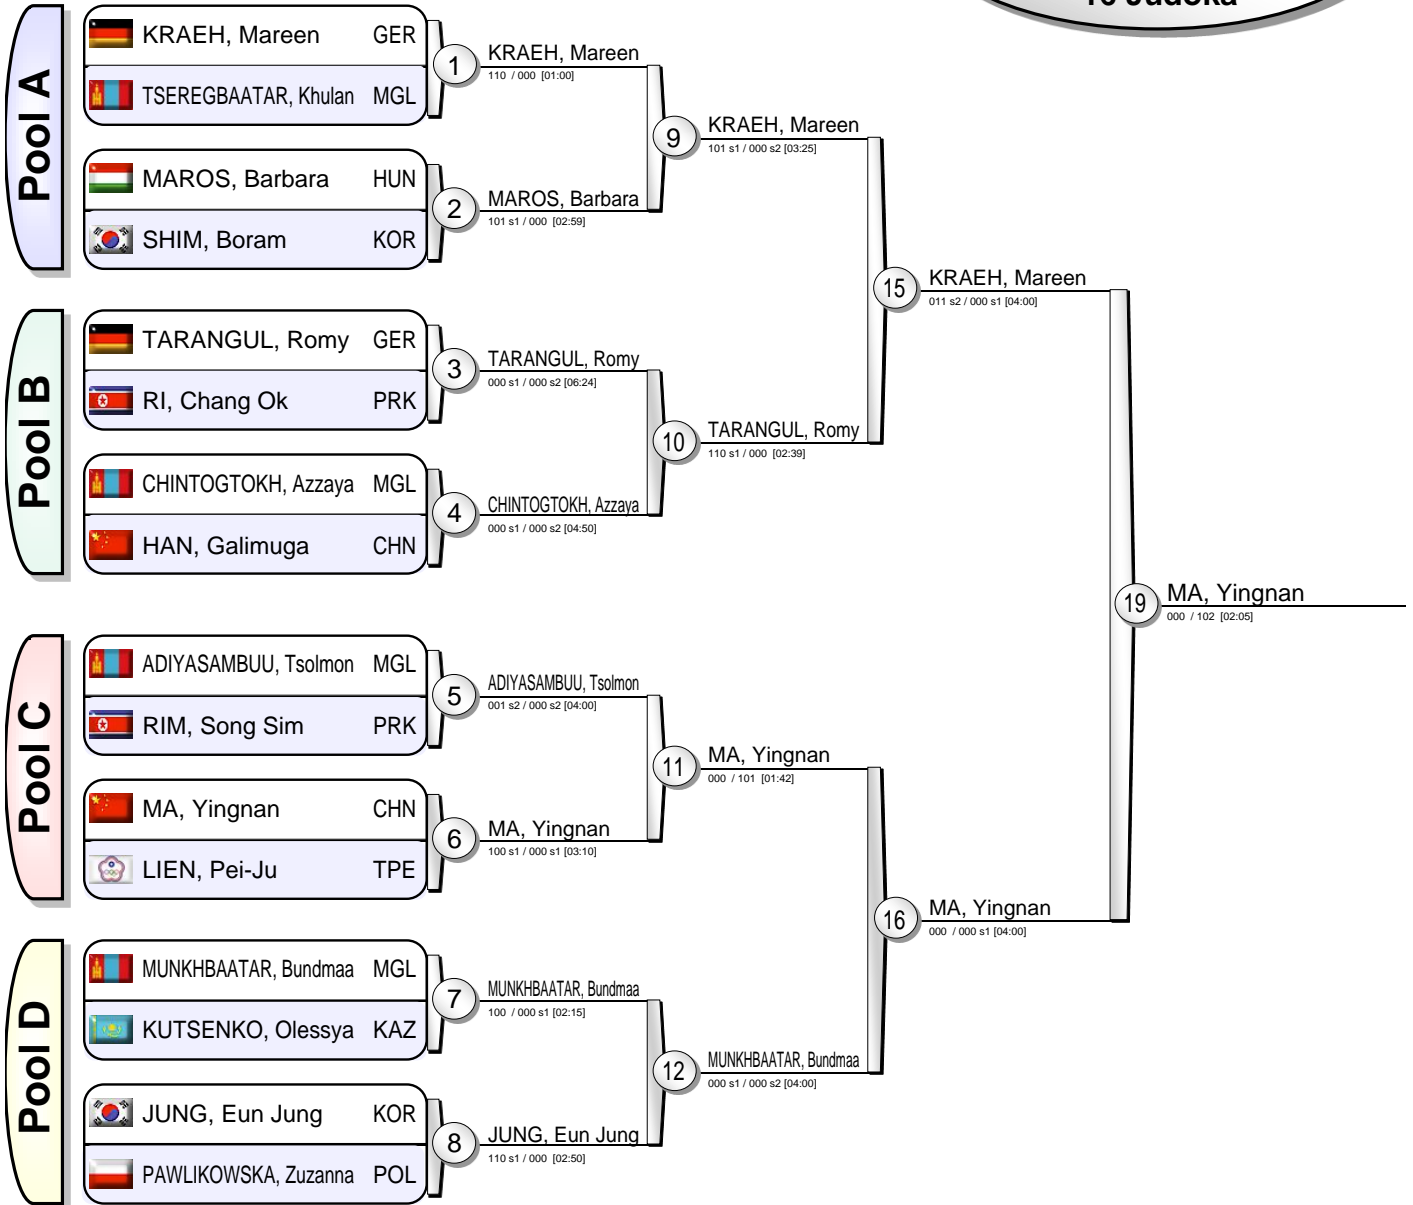 16 Judoka
Pool A
KRAEH, Mareen GER
TSEREGBAATAR, Khulan MGL
MAROS, Barbara HUN
SHIM, Boram KOR
Pool B
TARANGUL, Romy GER
RI, Chang Ok PRK
CHINTOGTOKH, Azzaya MGL
HAN, Galimuga CHN
Pool C
ADIYASAMBUU, Tsolmon MGL
RIM, Song Sim PRK
MA, Yingnan CHN
LIEN, Pei-Ju TPE
Pool D
MUNKHBAATAR, Bundmaa MGL
KUTSENKO, Olessya KAZ
JUNG, Eun Jung KOR
PAWLIKOWSKA, Zuzanna POL
1
KRAEH, Mareen
110 / 000 [01:00]
2
MAROS, Barbara
101 s1 / 000 [02:59]
3
TARANGUL, Romy
000 s1 / 000 s2 [06:24]
4
CHINTOGTOKH, Azzaya
000 s1 / 000 s2 [04:50]
5
ADIYASAMBUU, Tsolmon
001 s2 / 000 s2 [04:00]
6
MA, Yingnan
100 s1 / 000 s1 [03:10]
7
MUNKHBAATAR, Bundmaa
100 / 000 s1 [02:15]
8
JUNG, Eun Jung
110 s1 / 000 [02:50]
9
KRAEH, Mareen
101 s1 / 000 s2 [03:25]
10
TARANGUL, Romy
110 s1 / 000 [02:39]
11
MA, Yingnan
000 / 101 [01:42]
12
MUNKHBAATAR, Bundmaa
000 s1 / 000 s2 [04:00]
15
KRAEH, Mareen
011 s2 / 000 s1 [04:00]
16
MA, Yingnan
000 / 000 s1 [04:00]
19
MA, Yingnan
000 / 102 [02:05]